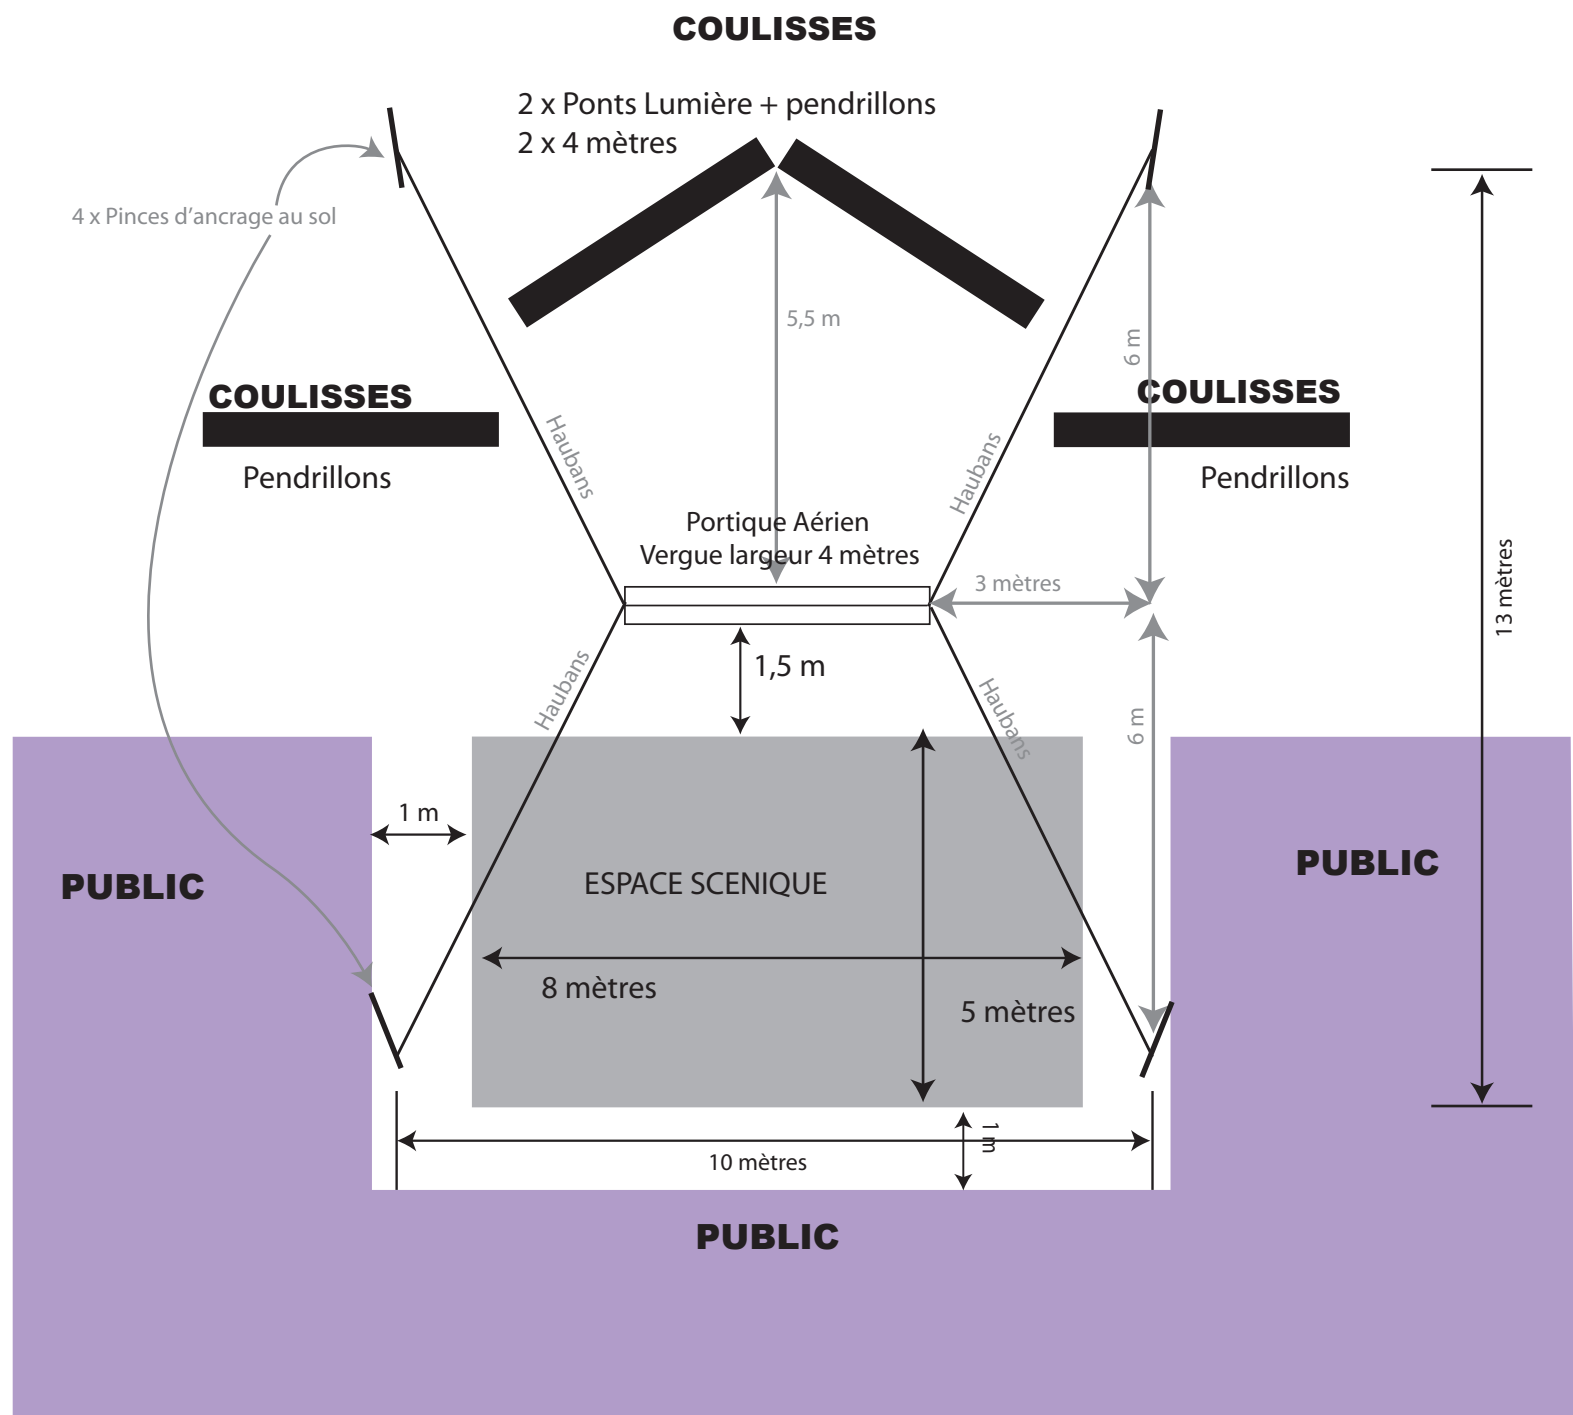 COULISSES
2 x Ponts Lumière + pendrillons
2 x 4 mètres
4 x Pinces d'ancrage au sol
5,5 m
6 m
COULISSES
COULISSES
Pendrillons
Pendrillons
Haubans
Haubans
Portique Aérien
Vergue largeur 4 mètres
3 mètres
13 mètres
1,5 m
Haubans
Haubans
6 m
1 m
PUBLIC
ESPACE SCENIQUE
PUBLIC
8 mètres
5 mètres
1 m
10 mètres
PUBLIC